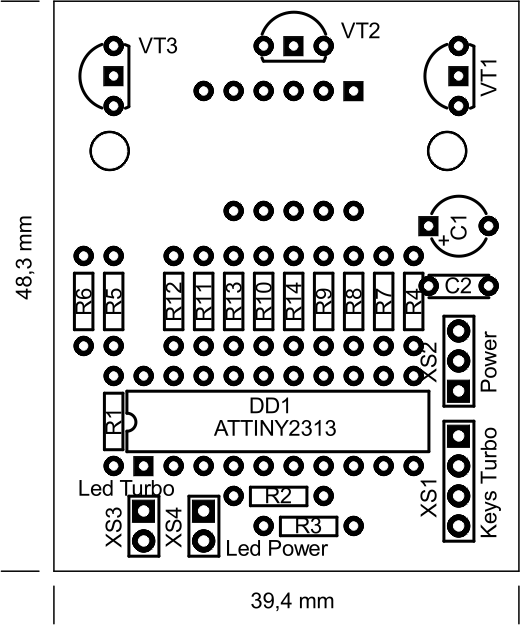 VT3
VT2
VT1
C1
+
48,3 mm
R6
R5
R12
R11
R13
R10
R14
R9
R8
R7
R4
C2
XS2
Power
R1
DD1
ATTINY2313
XS1
Keys Turbo
Led Turbo
R2
XS3
XS4
R3
Led Power
39,4 mm